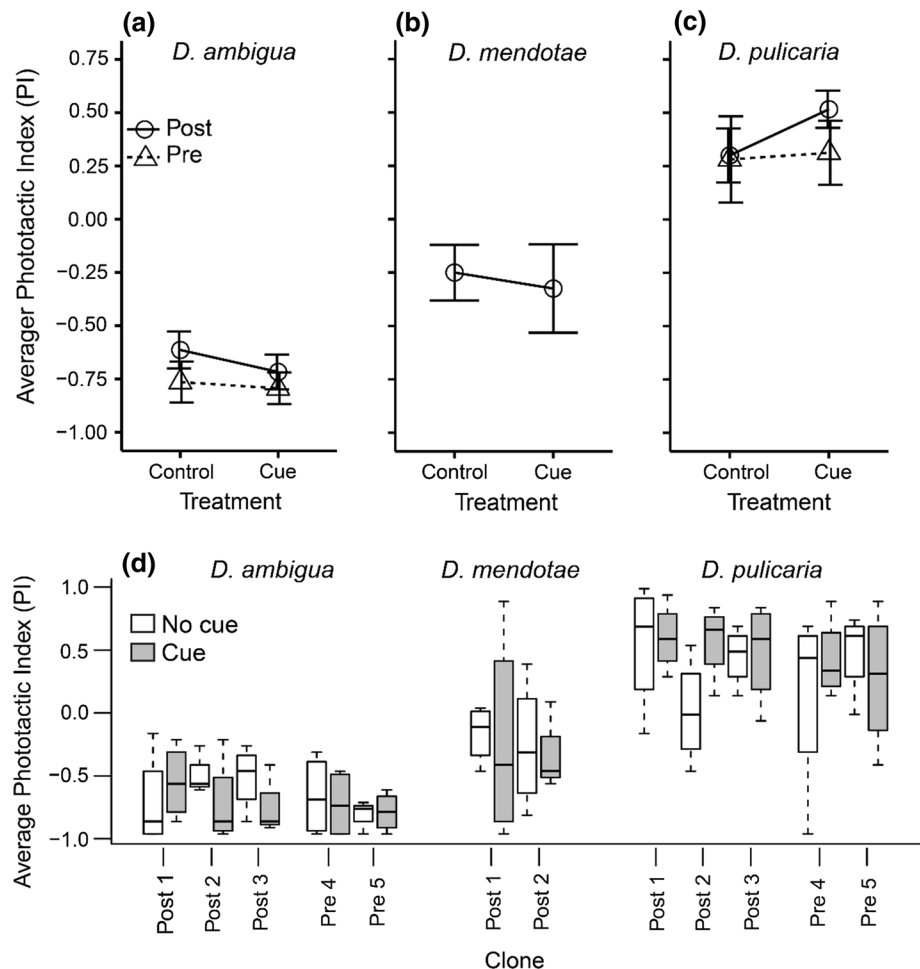 (a)
(b)
(c)
D. ambigua
D. mendotae
D. pulicaria
Averager Phototactic Index (PI)
0.75
0.50
0.25
0.00
−0.25
−0.50
−0.75
−1.00
Post
Pre
Control
Cue
Control
Cue
Control
Cue
Treatment
Treatment
Treatment
(d)
D. ambigua
D. mendotae
D. pulicaria
Average Phototactic Index (PI)
1.0
0.5
0.0
−0.5
−1.0
No cue
Cue
Post 1
Post 2
Post 3
Pre 4
Pre 5
Post 1
Post 2
Post 1
Post 2
Post 3
Pre 4
Pre 5
Clone